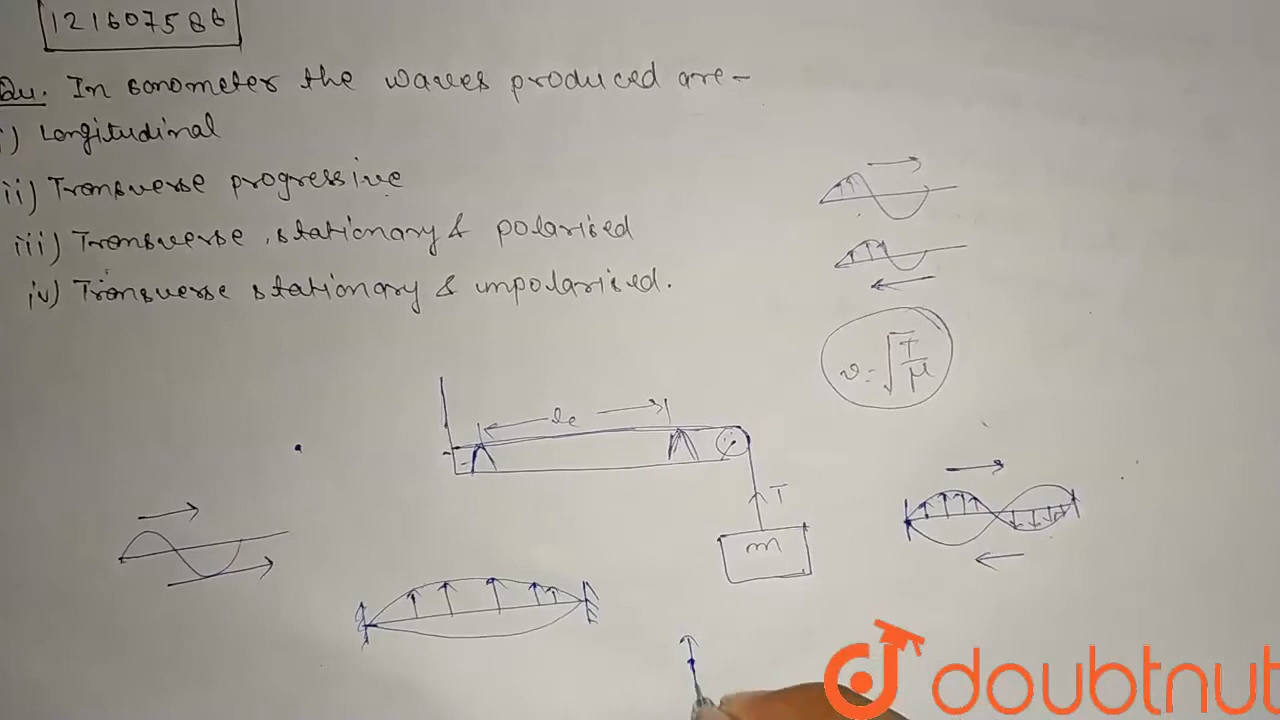 121607586
Qu. In sonometer the waves produced are-
i) Longitudinal
ii) Transverse progressive
iii) Transverse, stationary & polarised
iv) Transverse stationary & unpolarised.
v=√T/μ
le
T
m
doubtnut